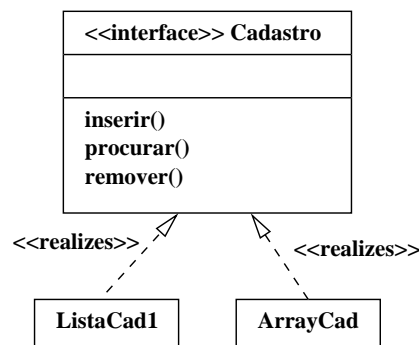 <<interface>> Cadastro
inserir()
procurar()
remover()
<<realizes>>
<<realizes>>
ListaCad1
ArrayCad